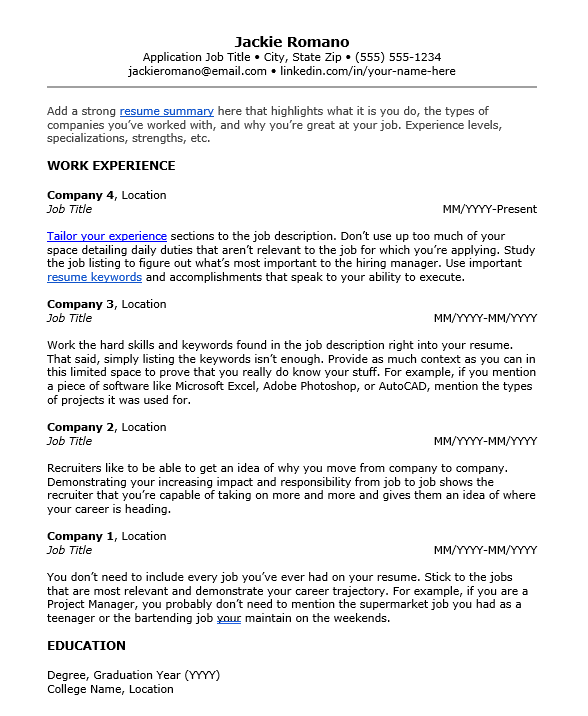 Jackie Romano
Application Job Title • City, State Zip • (555) 555-1234
jackieromano@email.com • linkedin.com/in/your-name-here
Add a strong resume summary here that highlights what it is you do, the types of
companies you’ve worked with, and why you’re great at your job. Experience levels,
specializations, strengths, etc.
WORK EXPERIENCE
Company 4, Location
Job Title MM/YYYY-Present
Tailor your experience sections to the job description. Don’t use up too much of your
space detailing daily duties that aren’t relevant to the job for which you’re applying. Study
the job listing to figure out what’s most important to the hiring manager. Use important
resume keywords and accomplishments that speak to your ability to execute.
Company 3, Location
Job Title MM/YYYY-MM/YYYY
Work the hard skills and keywords found in the job description right into your resume.
That said, simply listing the keywords isn’t enough. Provide as much context as you can in
this limited space to prove that you really do know your stuff. For example, if you mention
a piece of software like Microsoft Excel, Adobe Photoshop, or AutoCAD, mention the types
of projects it was used for.
Company 2, Location
Job Title MM/YYYY-MM/YYYY
Recruiters like to be able to get an idea of why you move from company to company.
Demonstrating your increasing impact and responsibility from job to job shows the
recruiter that you’re capable of taking on more and more and gives them an idea of where
your career is heading.
Company 1, Location
Job Title MM/YYYY-MM/YYYY
You don’t need to include every job you’ve ever had on your resume. Stick to the jobs
that are most relevant and demonstrate your career trajectory. For example, if you are a
Project Manager, you probably don’t need to mention the supermarket job you had as a
teenager or the bartending job your maintain on the weekends.
EDUCATION
Degree, Graduation Year (YYYY)
College Name, Location